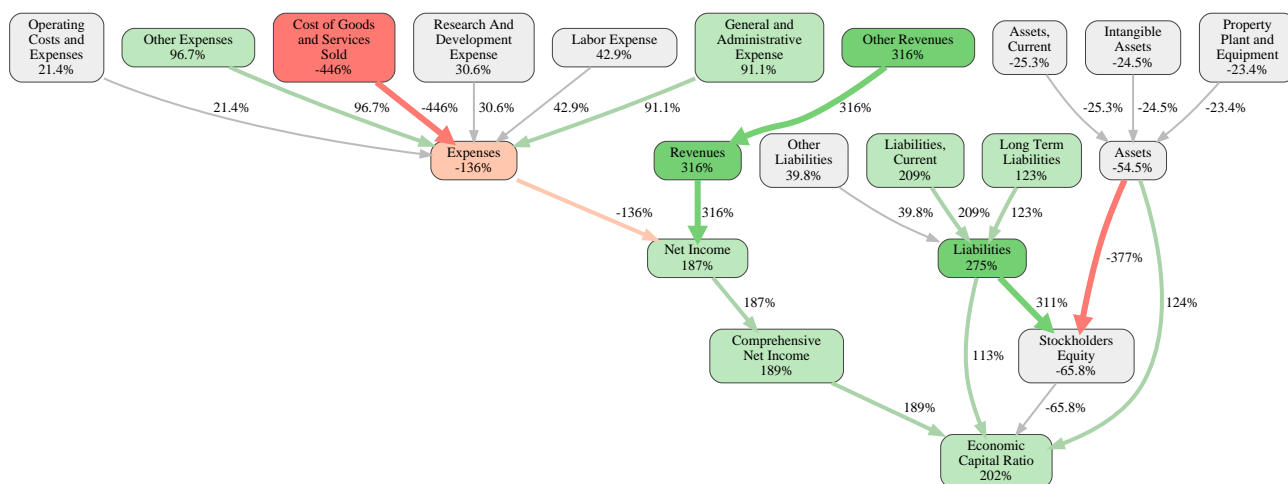 Operating
Costs and
Expenses
21.4%
Other Expenses
96.7%
Cost of Goods
and Services
Sold
-446%
Research And
Development
Expense
30.6%
Labor Expense
42.9%
General and
Administrative
Expense
91.1%
Other Revenues
316%
Assets,
Current
-25.3%
Intangible
Assets
-24.5%
Property
Plant and
Equipment
-23.4%
21.4%
96.7%
-446%
30.6%
42.9%
91.1%
316%
-25.3%
-24.5%
-23.4%
Expenses
-136%
Revenues
316%
Other
Liabilities
39.8%
Liabilities,
Current
209%
Long Term
Liabilities
123%
Assets
-54.5%
-136%
316%
39.8%
209%
123%
Net Income
187%
Liabilities
275%
-377%
187%
311%
124%
Comprehensive
Net Income
189%
113%
Stockholders
Equity
-65.8%
189%
-65.8%
Economic
Capital Ratio
202%